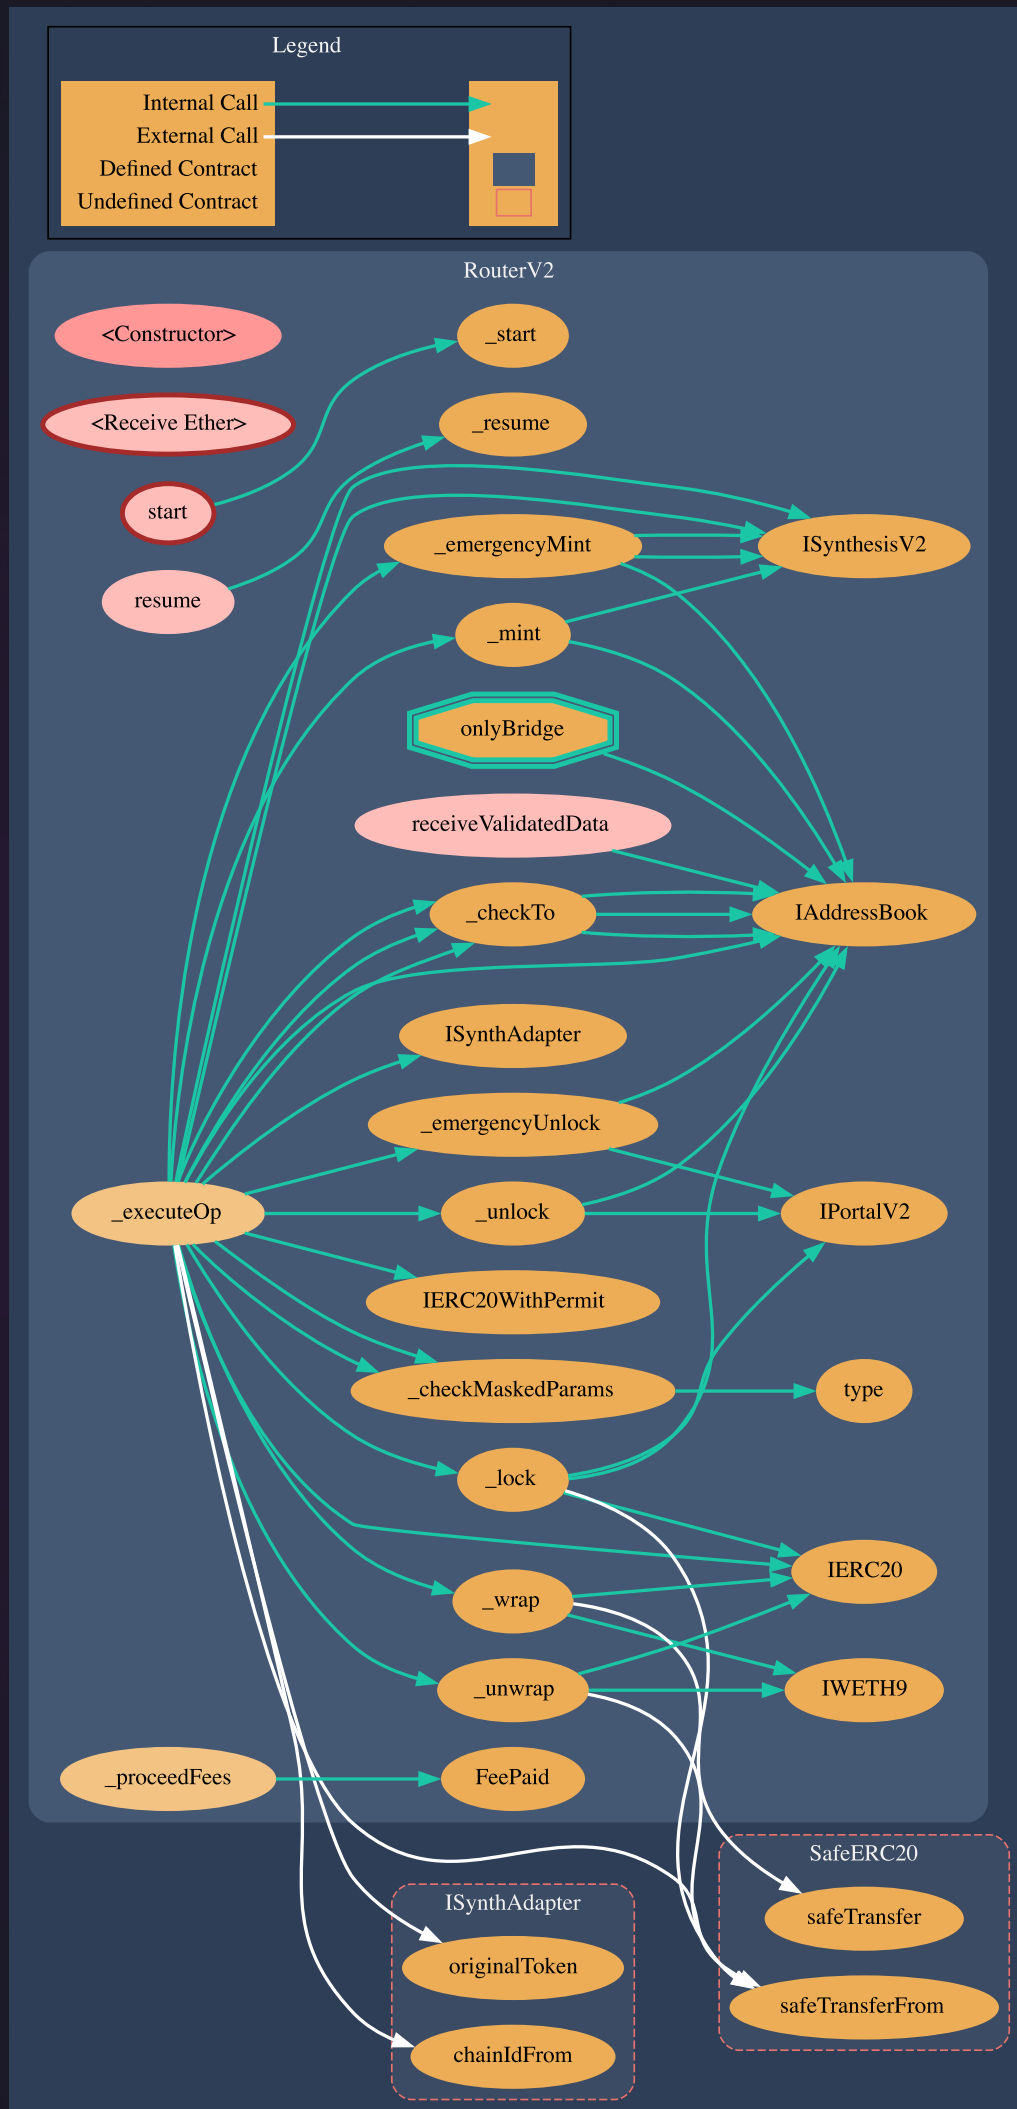 Legend
Internal Call
External Call
Defined Contract
Undefined Contract
RouterV2
<Constructor>
_start
<Receive Ether>
_resume
start
_emergencyMint
ISynthesisV2
resume
_mint
onlyBridge
receiveValidatedData
_checkTo
IAddressBook
ISynthAdapter
_emergencyUnlock
_executeOp
_unlock
IPortalV2
IERC20WithPermit
_checkMaskedParams
type
_lock
IERC20
_wrap
_unwrap
IWETH9
_proceedFees
FeePaid
SafeERC20
ISynthAdapter
safeTransfer
originalToken
safeTransferFrom
chainIdFrom